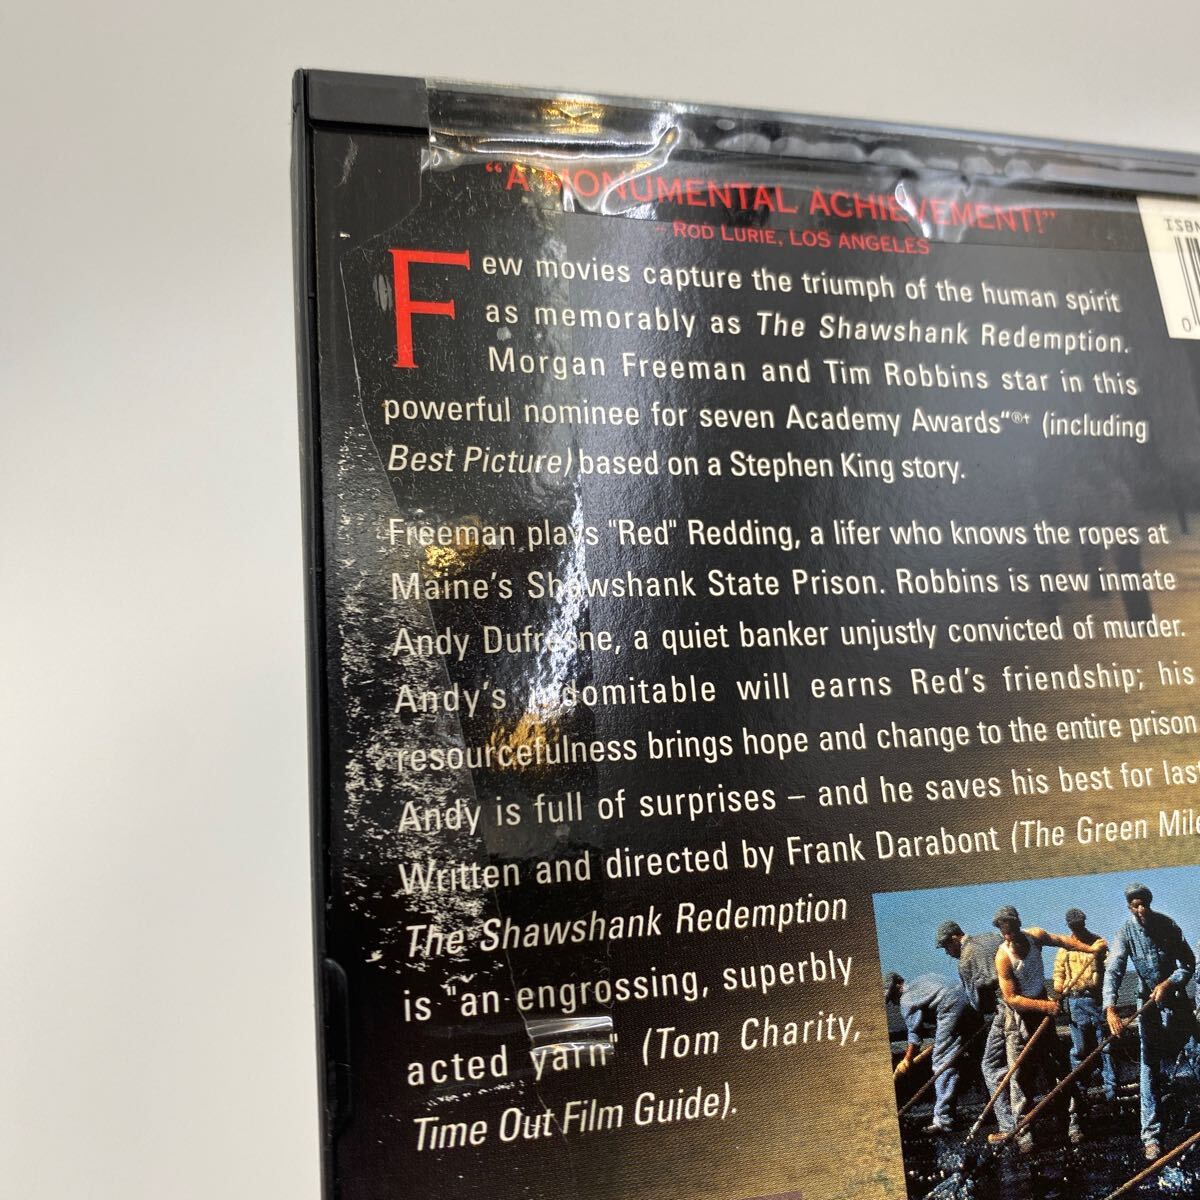 “A MONUMENTAL ACHIEVEMENT!”
– ROD LURIE, LOS ANGELES
ISBN
0
Few movies capture the triumph of the human spirit
as memorably as The Shawshank Redemption.
Morgan Freeman and Tim Robbins star in this
powerful nominee for seven Academy Awards“®† (including
Best Picture) based on a Stephen King story.
Freeman plays "Red" Redding, a lifer who knows the ropes at
Maine's Shawshank State Prison. Robbins is new inmate
Andy Dufresne, a quiet banker unjustly convicted of murder.
Andy's indomitable will earns Red's friendship; his
resourcefulness brings hope and change to the entire prison
Andy is full of surprises – and he saves his best for last
Written and directed by Frank Darabont (The Green Mile
The Shawshank Redemption
is "an engrossing, superbly
acted yarn" (Tom Charity,
Time Out Film Guide).